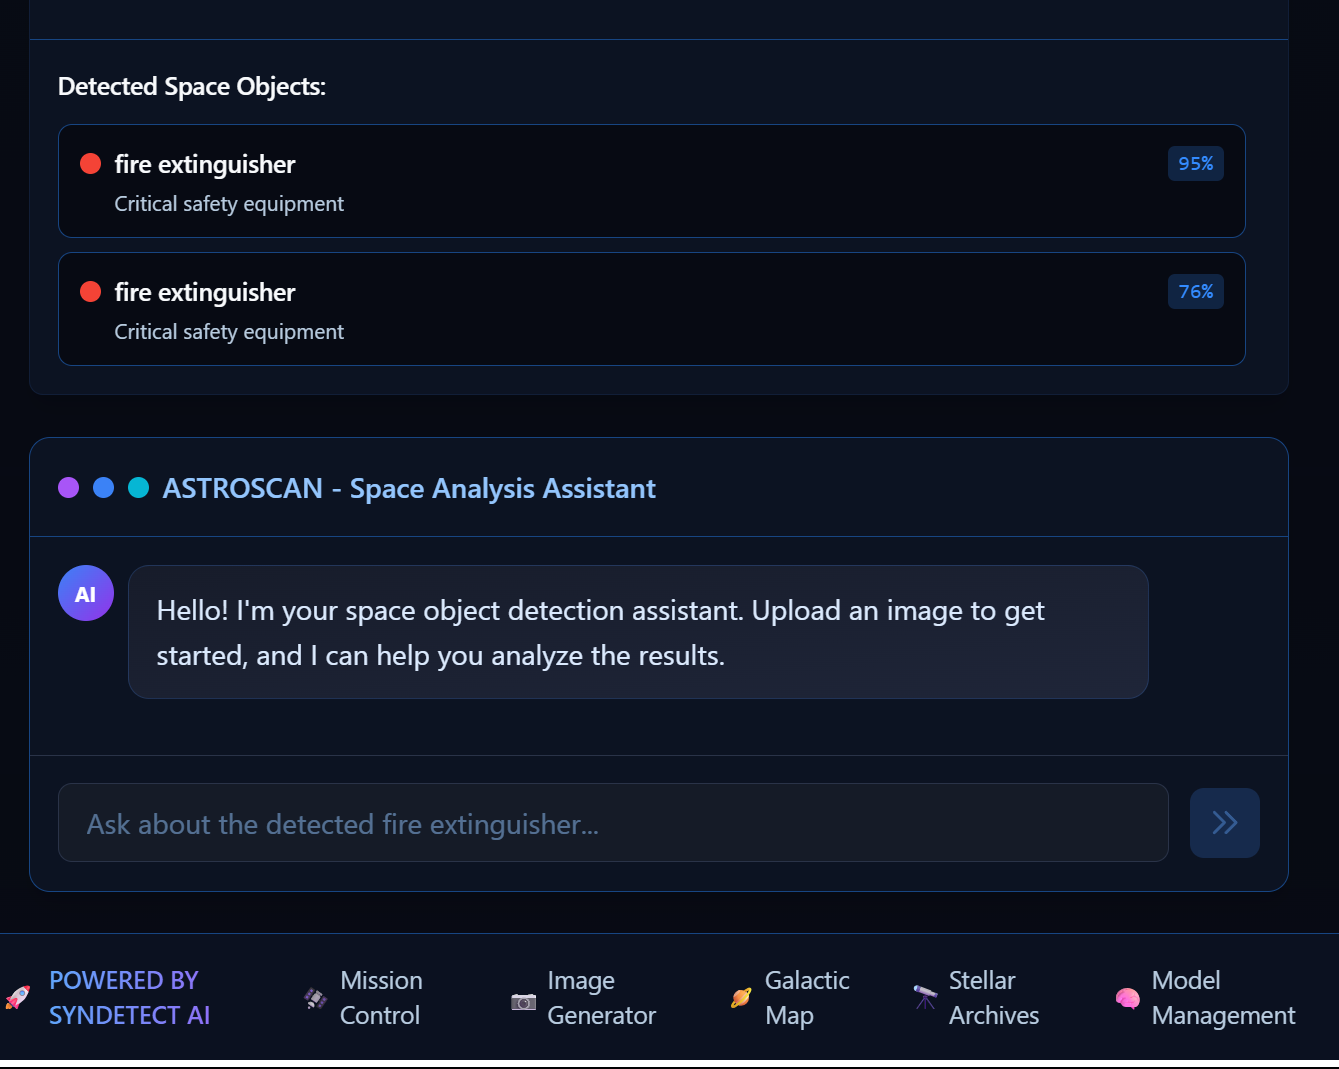 Detected Space Objects:
fire extinguisher
95%
Critical safety equipment
fire extinguisher
76%
Critical safety equipment
ASTROSCAN - Space Analysis Assistant
AI
Hello! I'm your space object detection assistant. Upload an image to get
started, and I can help you analyze the results.
Ask about the detected fire extinguisher...
POWERED BY
SYNDETECT AI
Mission
Control
Image
Generator
Galactic
Map
Stellar
Archives
Model
Management